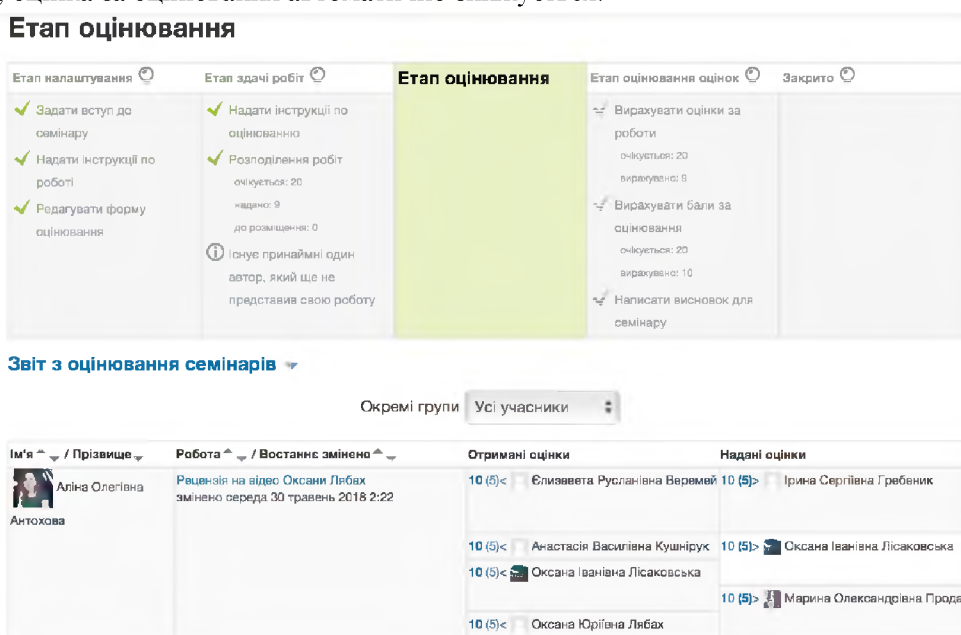 Етап оцінювання
Етап налаштування
Задати вступ до
семінару
Надати інструкції по
роботі
Редагувати форму
оцінювання
Етап здачі робіт
Надати інструкції по
оцінюванню
Розподілення робіт
очікується: 20
надано: 9
до розміщення: 0
Існує принаймні один
автор, який ще не
представив свою роботу
Етап оцінювання
Етап оцінювання оцінок
Вирахувати оцінки за
роботи
очікується: 20
вирахувано: 9
Вирахувати бали за
оцінювання
очікується: 20
вирахувано: 10
Написати висновок для
семінару
Закрито
Звіт з оцінювання семінарів
Окремі групи Усі учасники
Ім'я / Прізвище Робота / Востаннє змінено Отримані оцінки Надані оцінки
Аліна Олегівна
Антохова
Рецензія на відео Оксани Лябах
змінено середа 30 травень 2018 2:22
10 (5)< Єлизавета Русланівна Веремей
10 (5)< Анастасія Василівна Кушнірук
10 (5)< Оксана Іванівна Лісаковська
10 (5)< Оксана Юріївна Лябах
10 (5)> Ірина Сергіївна Гребеник
10 (5)> Оксана Іванівна Лісаковська
10 (5)> Марина Олександрівна Прода